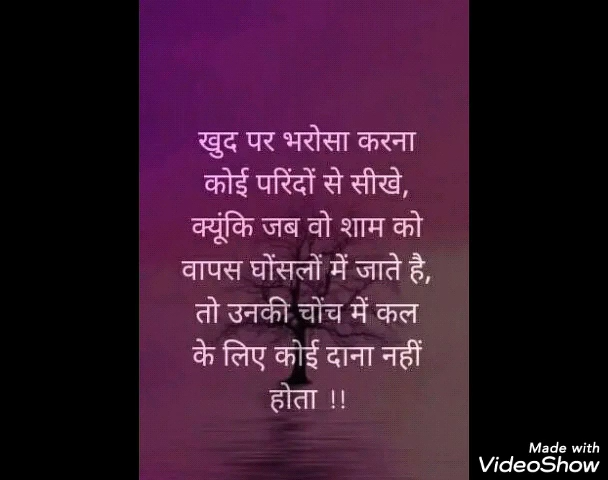 खुद पर भरोसा करना
कोई परिंदों से सीखे,
क्यूंकि जब वो शाम को
वापस घोंसलों में जाते है,
तो उनकी चोंच में कल
के लिए कोई दाना नहीं
होता !!
Made with
VideoShow